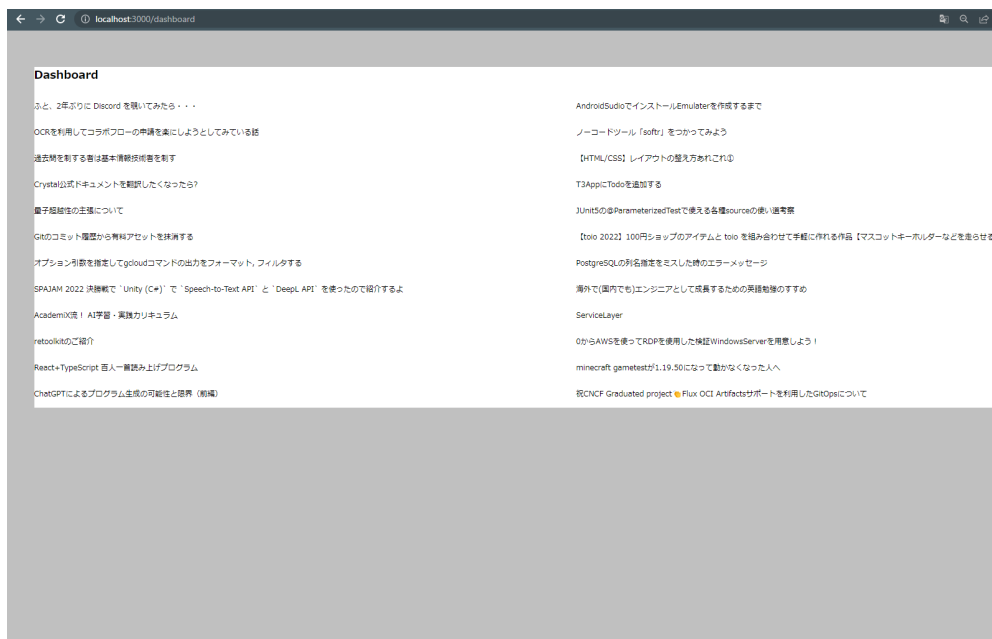 localhost:3000/dashboard
Dashboard
ふと、2年ぶりに Discord を覗いてみたら・・・
AndroidSudioでインストールEmulaterを作成するまで
OCRを利用してコラボフローの申請を楽にしようとしてみている話
ノーコードツール「softr」をつかってみよう
過去問を制する者は基本情報技術者を制す
【HTML/CSS】レイアウトの整え方あれこれ①
Crystal公式ドキュメントを翻訳したくなったら?
T3AppにTodoを追加する
量子超越性の主張について
JUnit5の@ParameterizedTestで使える各種sourceの使い道考察
Gitのコミット履歴から有料アセットを抹消する
【toio 2022】100円ショップのアイテムと toio を組み合わせて手軽に作れる作品【マスコットキーホルダーなどを走らせる
オプション引数を指定してgcloudコマンドの出力をフォーマット, フィルタする
PostgreSQLの列名指定をミスした時のエラーメッセージ
SPAJAM 2022 決勝戦で `Unity (C#)` で `Speech-to-Text API` と `DeepL API` を使ったので紹介するよ
海外で(国内でも)エンジニアとして成長するための英語勉強のすすめ
AcademiX流！ AI学習・実践カリキュラム
ServiceLayer
retoolkitのご紹介
0からAWSを使ってRDPを使用した検証WindowsServerを用意しよう！
React+TypeScript 百人一首読み上げプログラム
minecraft gametestが1.19.50になって動かなくなった人へ
ChatGPTによるプログラム生成の可能性と限界（前編）
祝CNCF Graduated project👏Flux OCI Artifactsサポートを利用したGitOpsについて